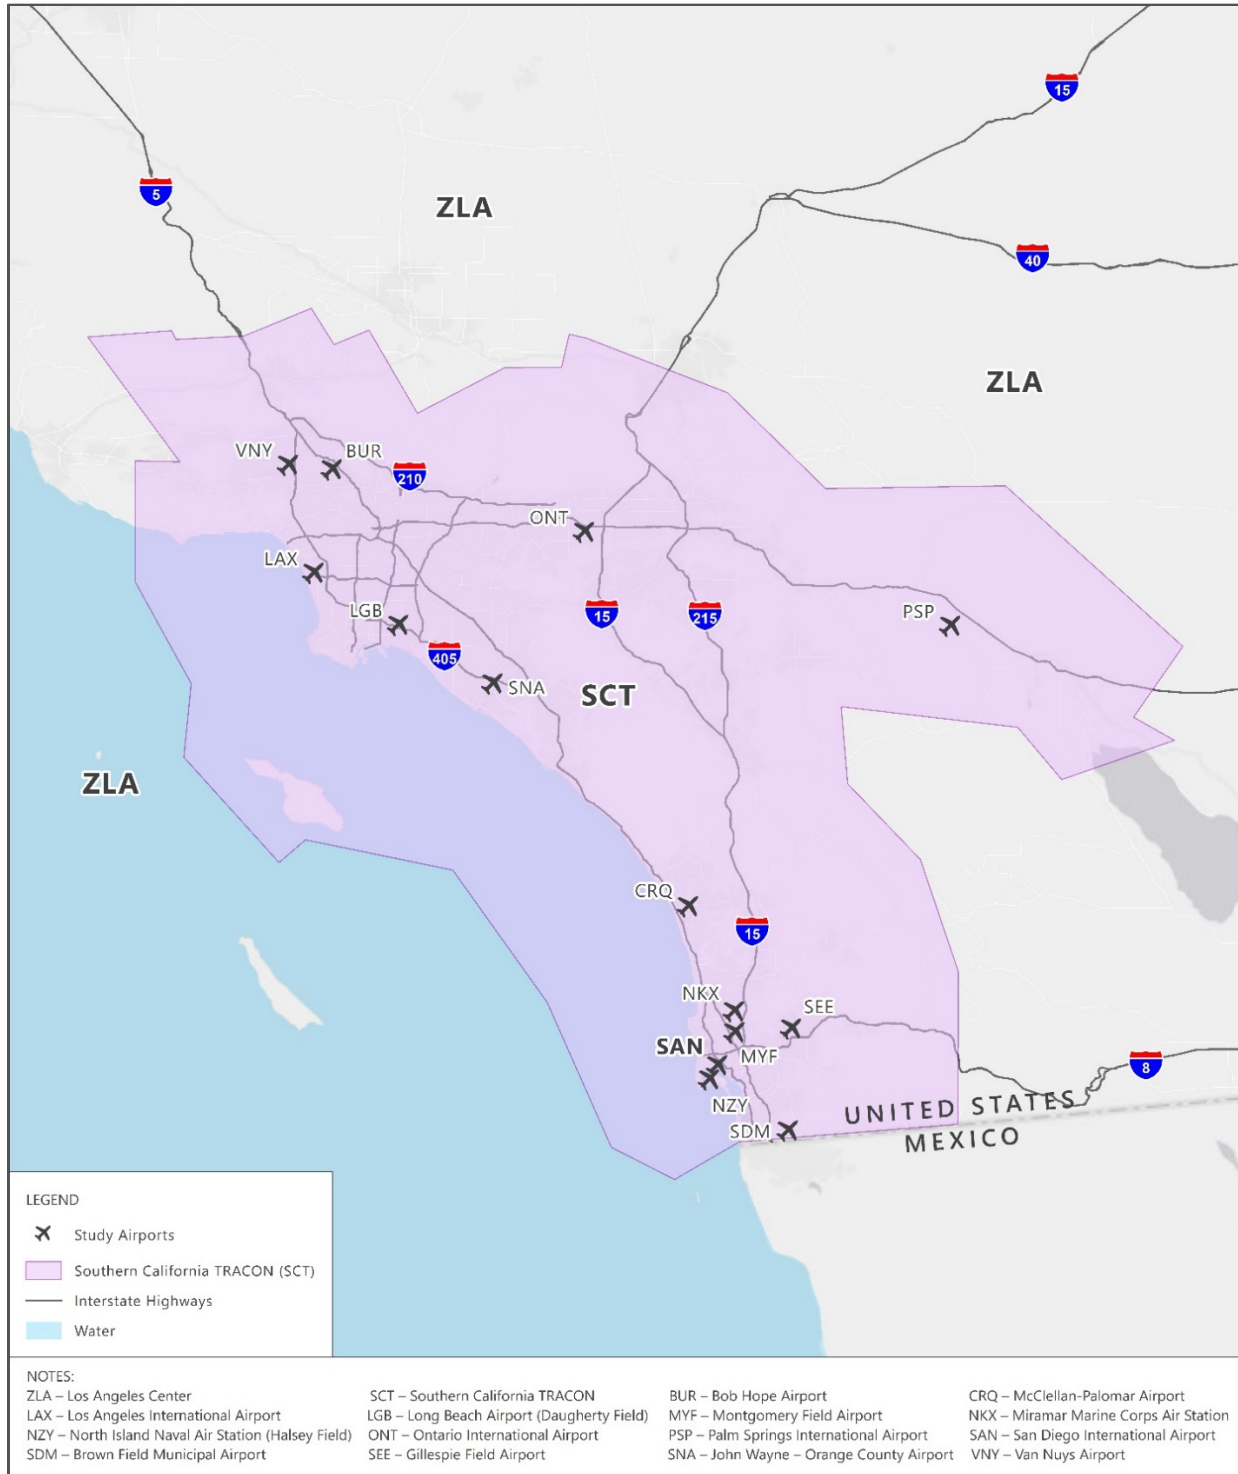 15
5
ZLA
40
ZLA
VNY
BUR
210
ONT
LAX
LGB
15
215
PSP
405
SNA
SCT
ZLA
CRQ
15
NKX
SEE
SAN
MYF
8
NZY
UNITED STATES
SDM
MEXICO
LEGEND
Study Airports
Southern California TRACON (SCT)
Interstate Highways
Water
NOTES:
ZLA – Los Angeles Center
LAX – Los Angeles International Airport
NZY – North Island Naval Air Station (Halsey Field)
SDM – Brown Field Municipal Airport
SCT – Southern California TRACON
LGB – Long Beach Airport (Daugherty Field)
ONT – Ontario International Airport
SEE – Gillespie Field Airport
BUR – Bob Hope Airport
MYF – Montgomery Field Airport
PSP – Palm Springs International Airport
SNA – John Wayne – Orange County Airport
CRQ – McClellan-Palomar Airport
NKX – Miramar Marine Corps Air Station
SAN – San Diego International Airport
VNY – Van Nuys Airport